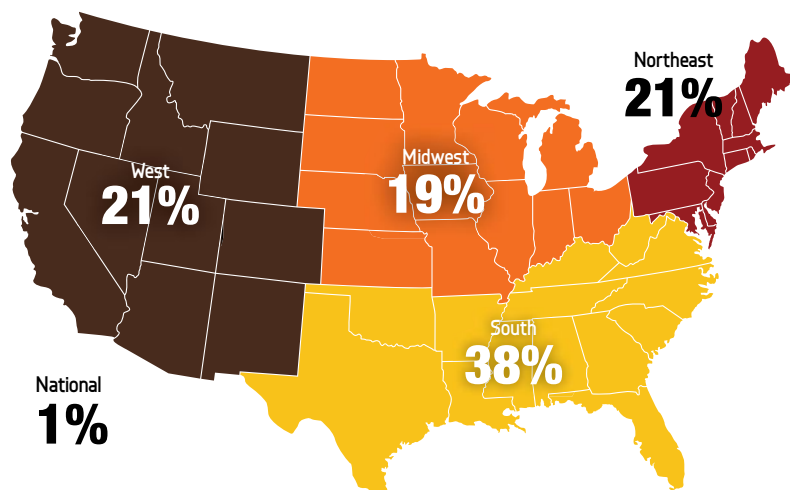 Northeast
21%
West
21%
Midwest
19%
South
38%
National
1%